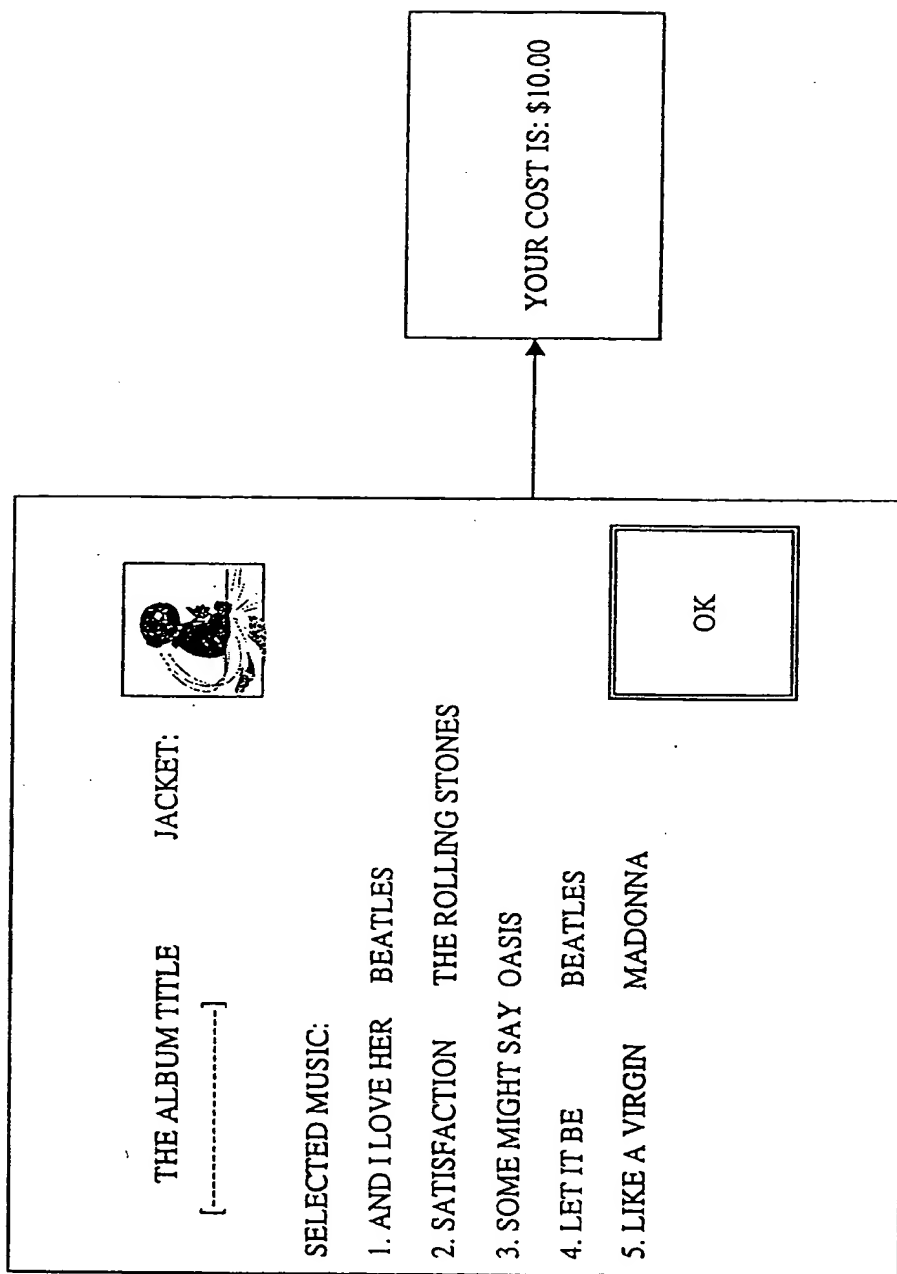 THE ALBUM TITLE JACKET:
[-------------------]
SELECTED MUSIC:
1. AND I LOVE HER BEATLES
2. SATISFACTION THE ROLLING STONES
3. SOME MIGHT SAY OASIS
4. LET IT BE BEATLES
5. LIKE A VIRGIN MADONNA
OK
YOUR COST IS: $10.00